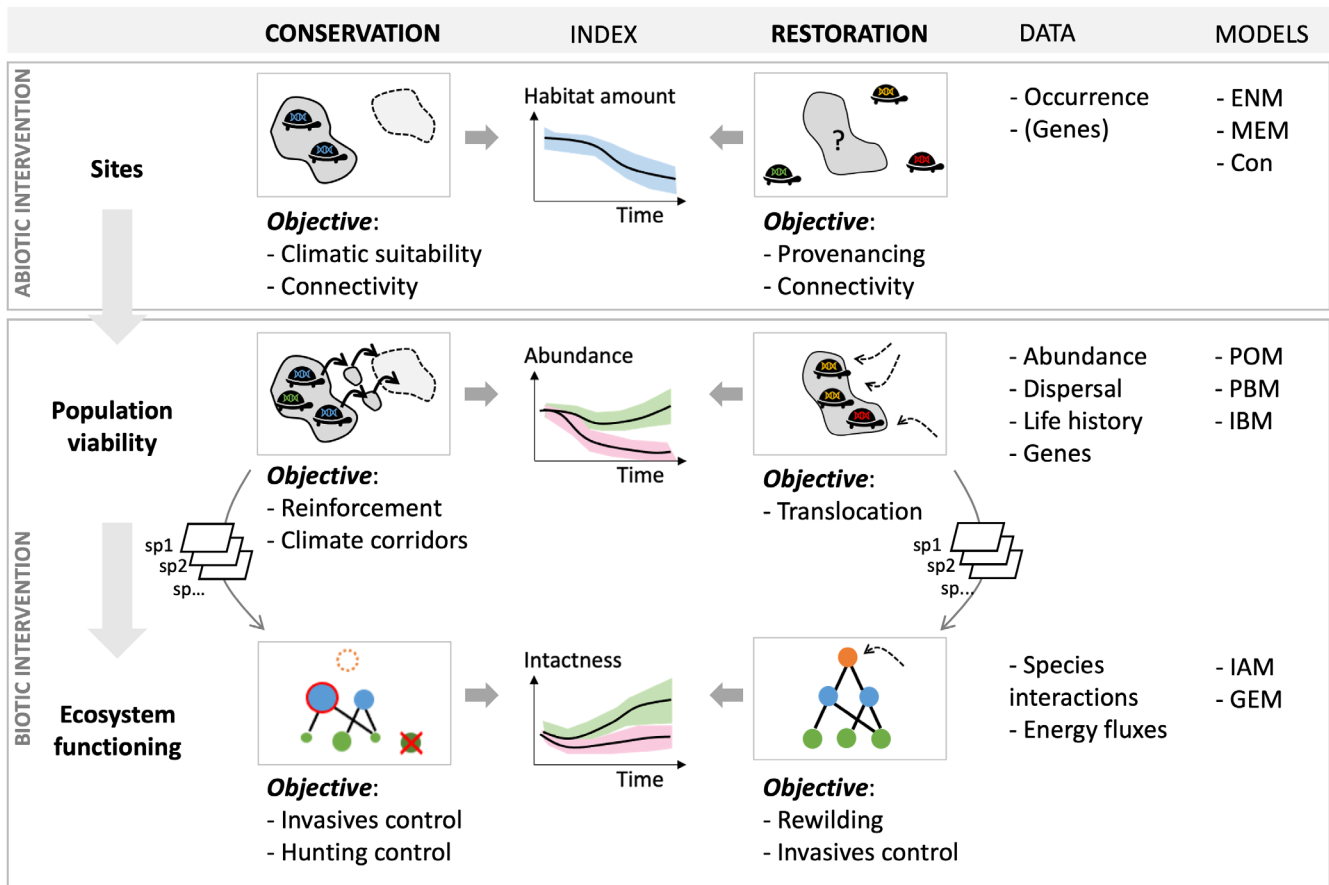 CONSERVATION INDEX RESTORATION DATA MODELS
ABIOTIC INTERVENTION
Sites
Habitat amount
Time
?
- Occurrence
- (Genes)
- ENM
- MEM
- Con
Objective:
- Climatic suitability
- Connectivity
Objective:
- Provenancing
- Connectivity
BIOTIC INTERVENTION
Population
viability
Abundance
Time
- Abundance
- Dispersal
- Life history
- Genes
- POM
- PBM
- IBM
Objective:
- Reinforcement
- Climate corridors
Objective:
- Translocation
sp1
sp2
sp...
sp1
sp2
sp...
Ecosystem
functioning
Intactness
Time
- Species
interactions
- Energy fluxes
- IAM
- GEM
Objective:
- Invasives control
- Hunting control
Objective:
- Rewilding
- Invasives control